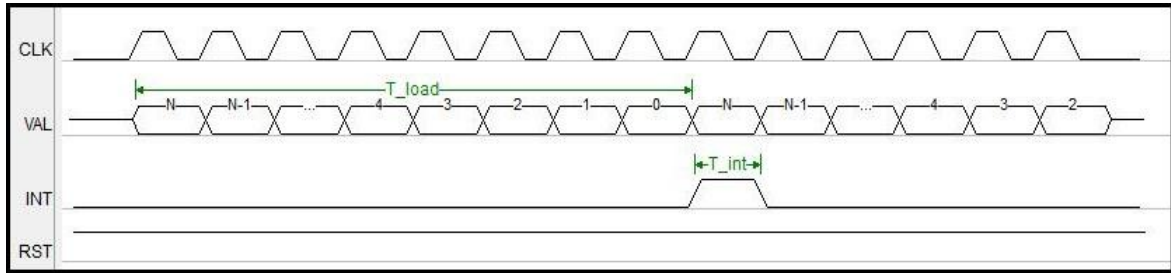 CLK
T_load
VAL N N-1 ... 4 3 2 1 0 N N-1 ... 4 3 2
T_int
INT
RST